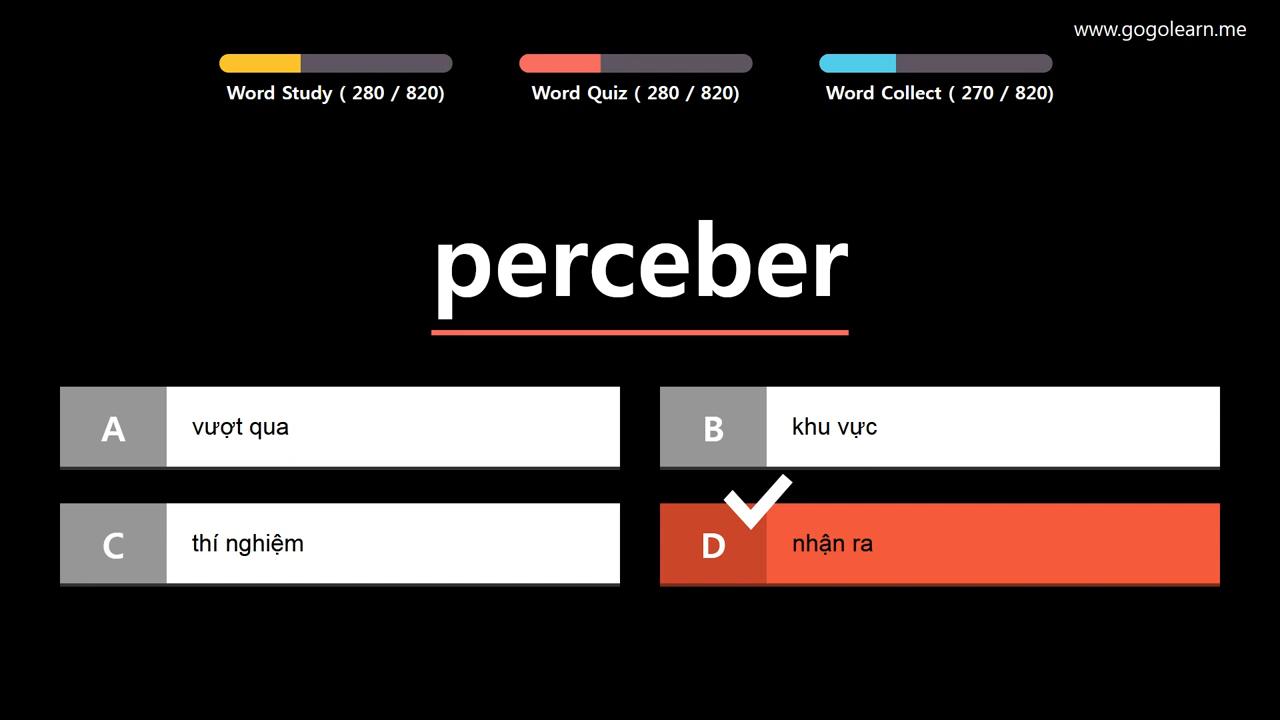 www.gogolearn.me
Word Study ( 280 / 820)
Word Quiz ( 280 / 820)
Word Collect ( 270 / 820)
perceber
A
vượt qua
B
khu vực
C
thí nghiệm
D
nhận ra